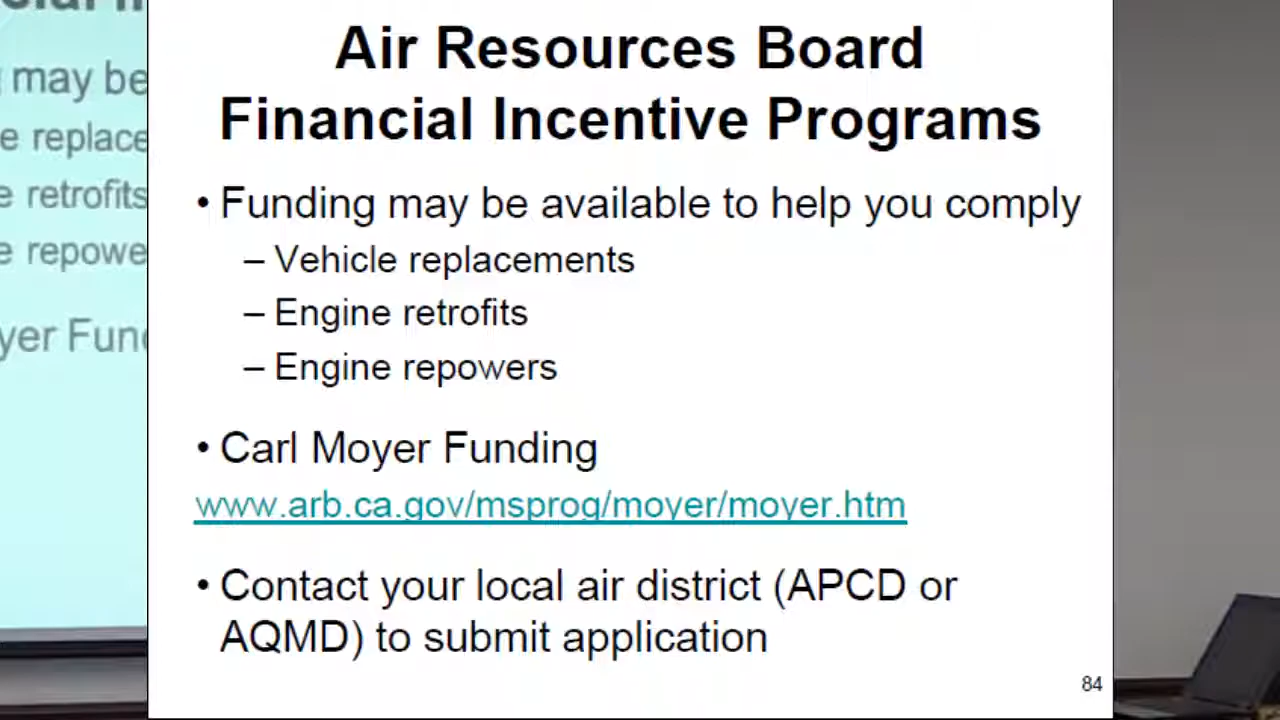 Air Resources Board
Financial Incentive Programs
• Funding may be available to help you comply
– Vehicle replacements
– Engine retrofits
– Engine repowers
• Carl Moyer Funding
www.arb.ca.gov/msprog/moyer/moyer.htm
• Contact your local air district (APCD or
AQMD) to submit application
84
may be
replace
retrofits
repowe
yer Fun